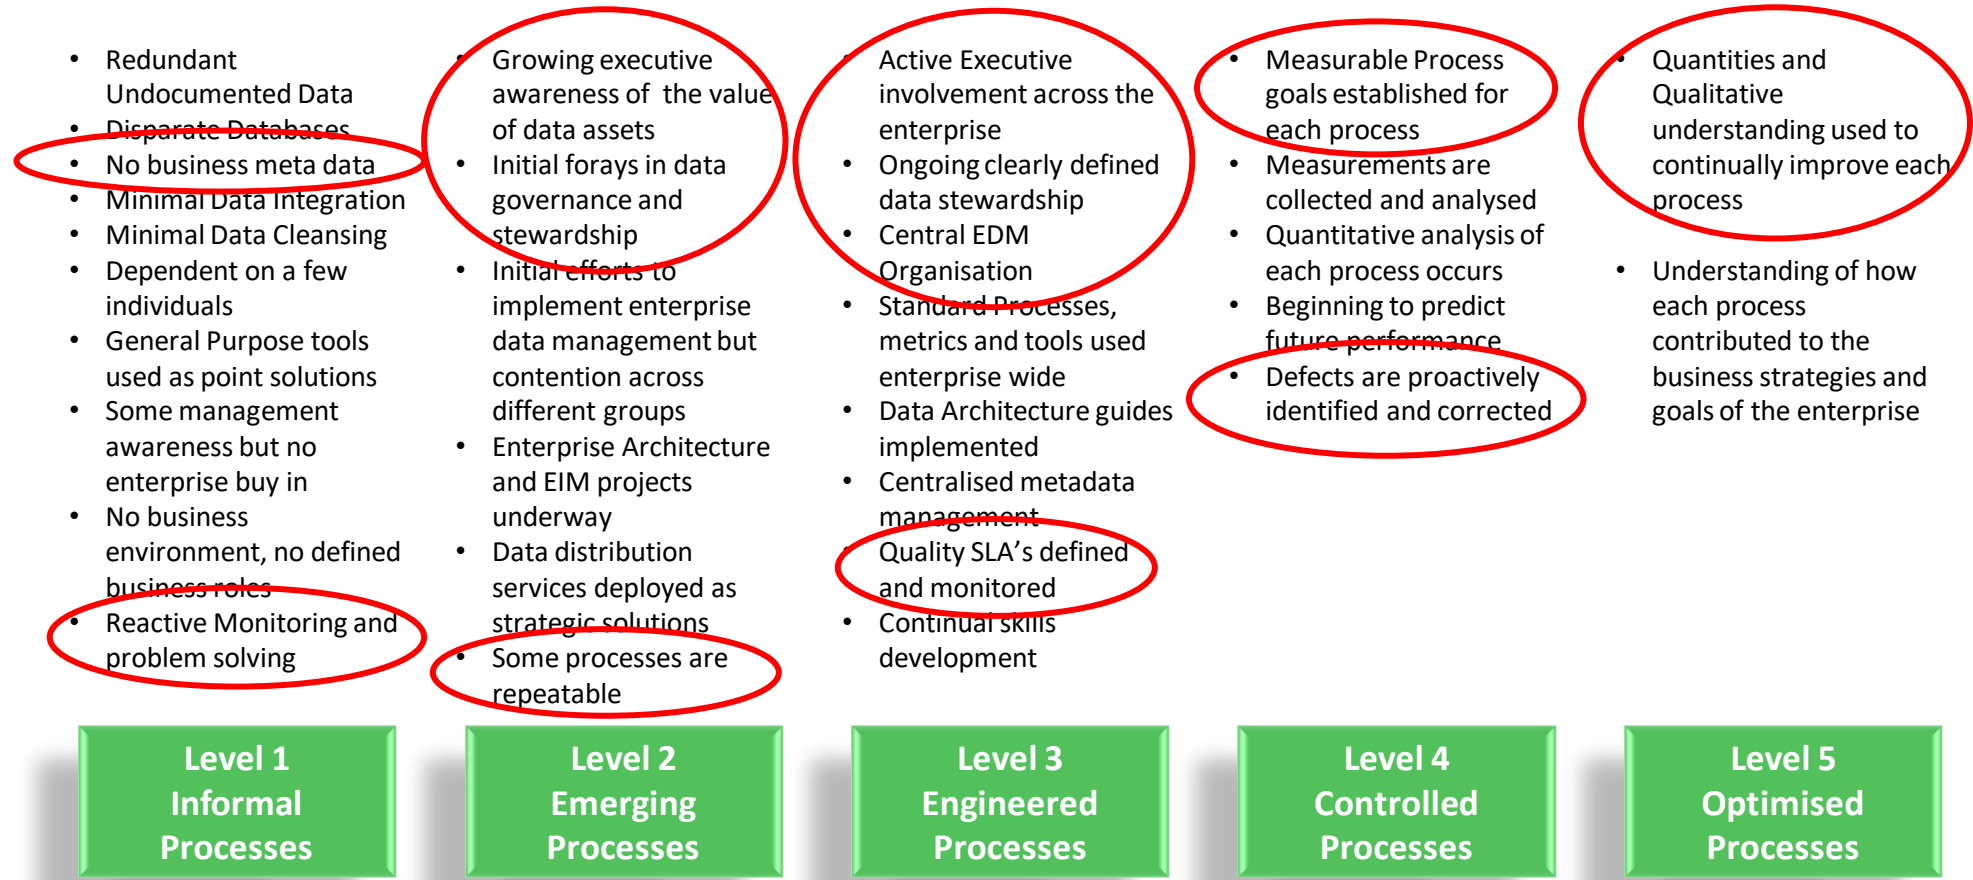 • Redundant
Undocumented Data
• Disparate Databases
• No business meta data
• Minimal Data Integration
• Minimal Data Cleansing
• Dependent on a few
individuals
• General Purpose tools
used as point solutions
• Some management
awareness but no
enterprise buy in
• No business
environment, no defined
business roles
• Reactive Monitoring and
problem solving
Level 1
Informal
Processes
• Growing executive
awareness of the value
of data assets
• Initial forays in data
governance and
stewardship
• Initial efforts to
implement enterprise
data management but
contention across
different groups
• Enterprise Architecture
and EIM projects
underway
• Data distribution
services deployed as
strategic solutions
• Some processes are
repeatable
Level 2
Emerging
Processes
• Active Executive
involvement across the
enterprise
• Ongoing clearly defined
data stewardship
• Central EDM
Organisation
• Standard Processes,
metrics and tools used
enterprise wide
• Data Architecture guides
implemented
• Centralised metadata
management
• Quality SLA’s defined
and monitored
• Continual skills
development
Level 3
Engineered
Processes
• Measurable Process
goals established for
each process
• Measurements are
collected and analysed
• Quantitative analysis of
each process occurs
• Beginning to predict
future performance
• Defects are proactively
identified and corrected
Level 4
Controlled
Processes
• Quantities and
Qualitative
understanding used to
continually improve each
process
• Understanding of how
each process
contributed to the
business strategies and
goals of the enterprise
Level 5
Optimised
Processes